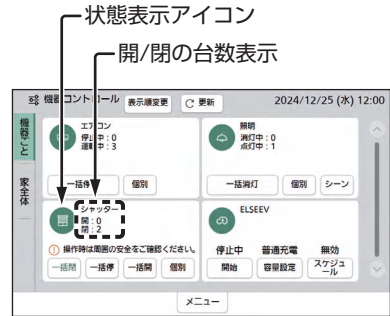 状態表示アイコン
開/閉の台数表示
機器コントロール 表示順変更 更新 2024/12/25 (水) 12:00
機器ごと
家全体
エアコン
停止中：0
運転中：3
個別
照明
消灯中：0
点灯中：1
一括消灯 個別 シーン
シャッター
開：0
閉：2
操作時は周囲の安全をご確認ください。
一括閉 一括停 一括開 個別
ELSEEV
停止中 普通充電 無効
開始 容量設定 スケジュール
メニュー